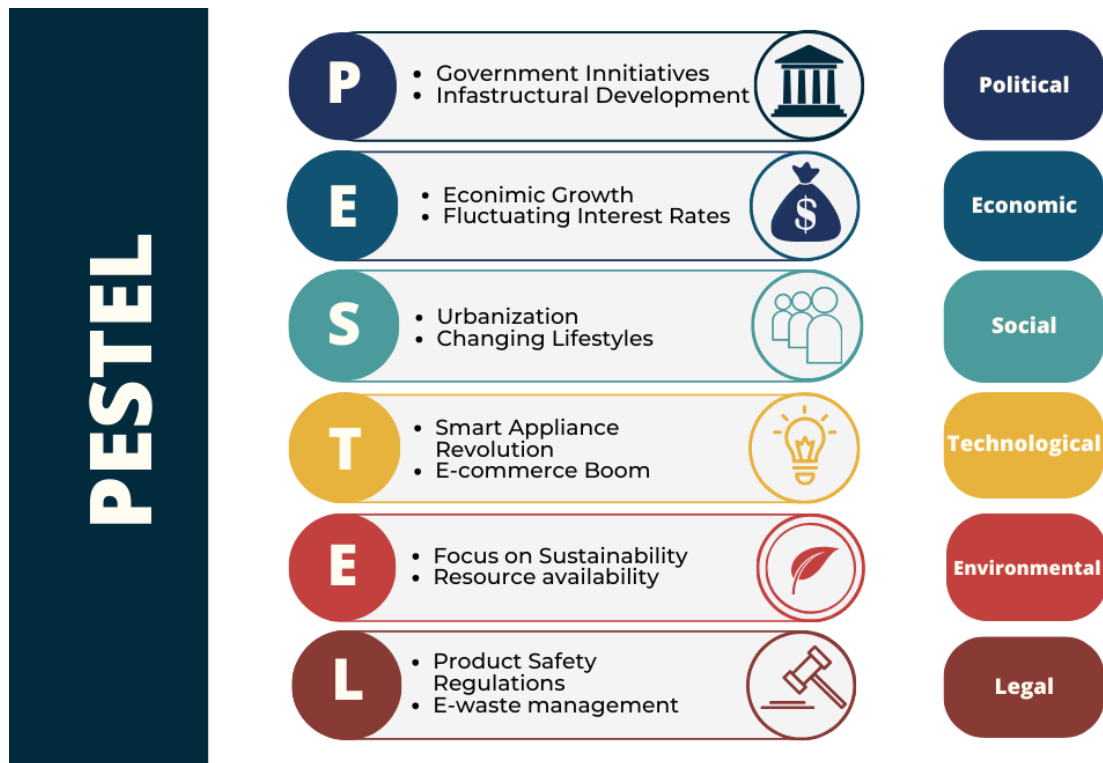 PESTEL
P
• Government Innitiatives
• Infastructural Development
Political
E
• Econimic Growth
• Fluctuating Interest Rates
$
Economic
S
• Urbanization
• Changing Lifestyles
Social
T
• Smart Appliance
Revolution
• E-commerce Boom
Technological
E
• Focus on Sustainability
• Resource availability
Environmental
L
• Product Safety
Regulations
• E-waste management
Legal